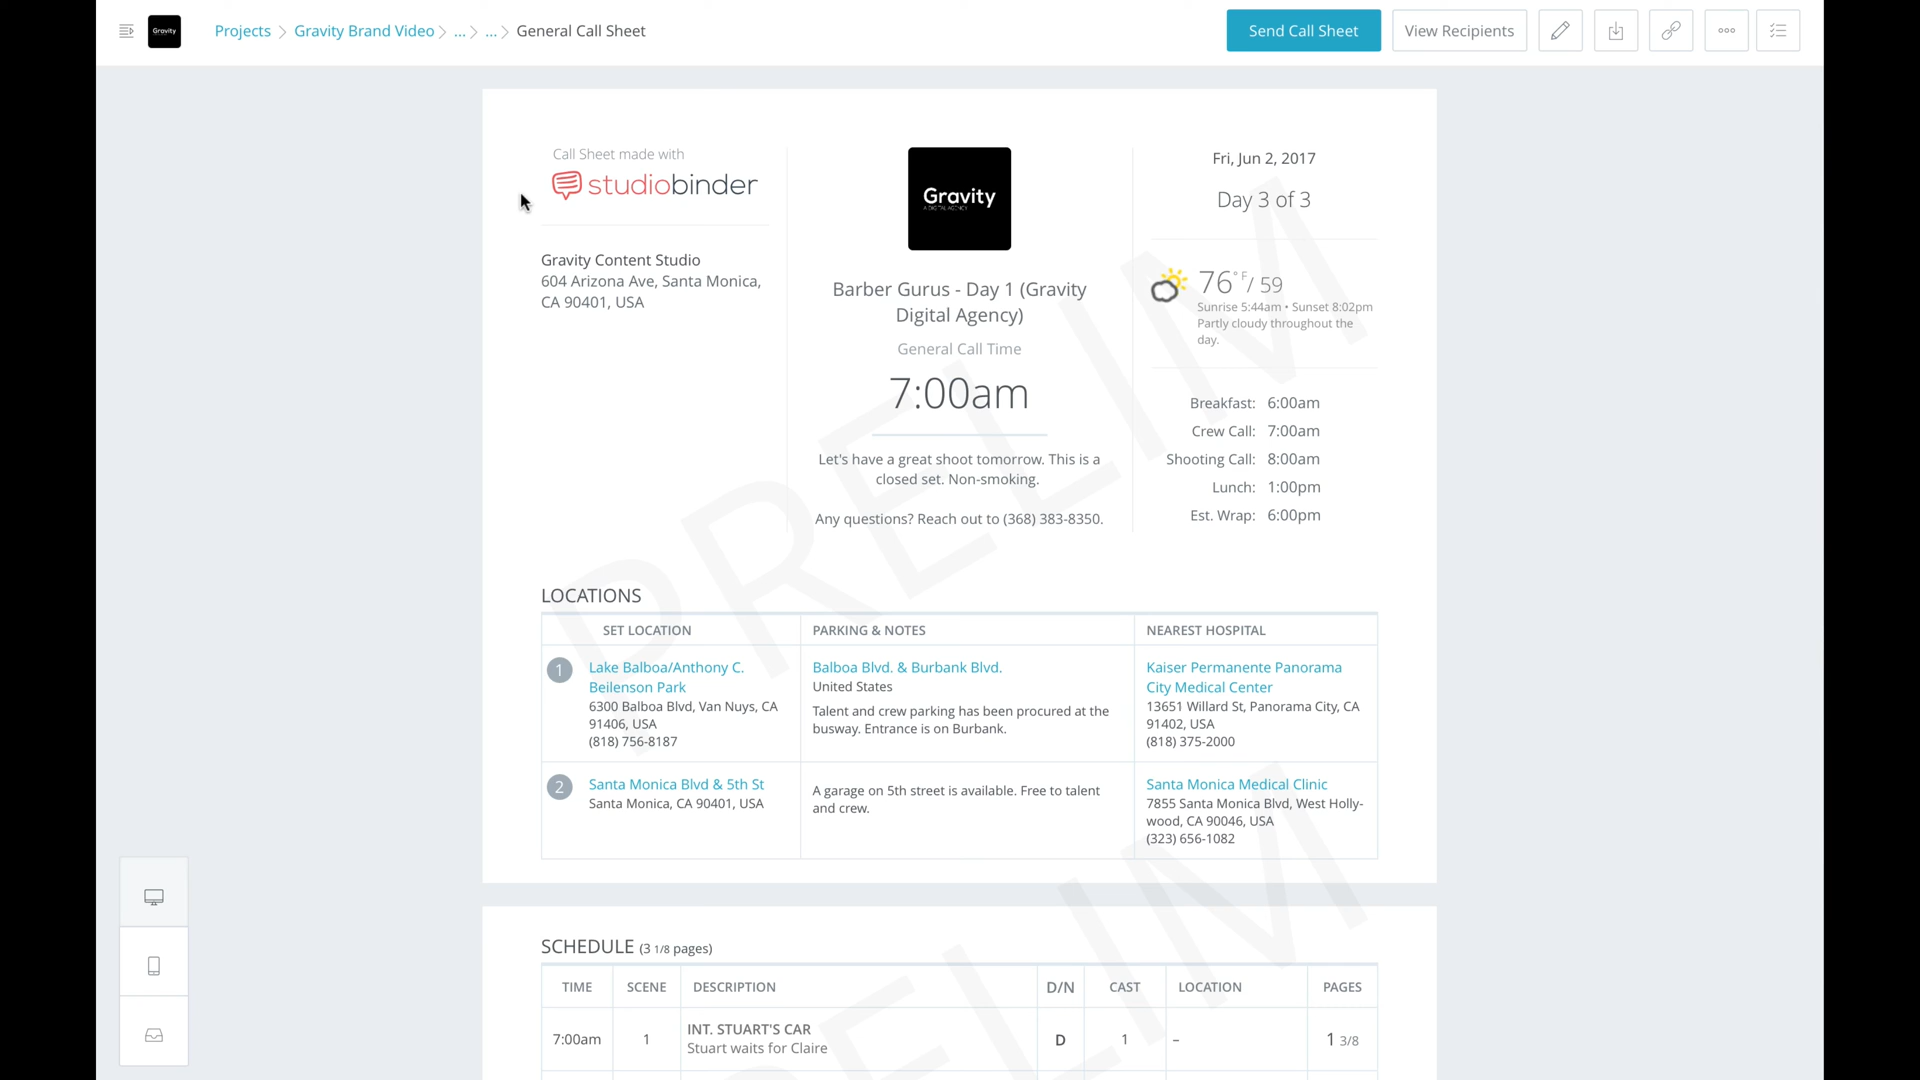 Gravity
Projects > Gravity Brand Video > ... > ... > General Call Sheet
Send Call Sheet
View Recipients
Call Sheet made with
studiobinder
Gravity Content Studio
604 Arizona Ave, Santa Monica,
CA 90401, USA
Gravity
A DIGITAL AGENCY
Barber Gurus - Day 1 (Gravity
Digital Agency)
General Call Time
7:00am
Let's have a great shoot tomorrow. This is a
closed set. Non-smoking.
Any questions? Reach out to (368) 383-8350.
Fri, Jun 2, 2017
Day 3 of 3
76°F/ 59
Sunrise 5:44am • Sunset 8:02pm
Partly cloudy throughout the
day.
Breakfast: 6:00am
Crew Call: 7:00am
Shooting Call: 8:00am
Lunch: 1:00pm
Est. Wrap: 6:00pm
PRELIM
LOCATIONS
SET LOCATION PARKING & NOTES NEAREST HOSPITAL
1
Lake Balboa/Anthony C.
Beilenson Park
6300 Balboa Blvd, Van Nuys, CA
91406, USA
(818) 756-8187
Balboa Blvd. & Burbank Blvd.
United States
Talent and crew parking has been procured at the
busway. Entrance is on Burbank.
Kaiser Permanente Panorama
City Medical Center
13651 Willard St, Panorama City, CA
91402, USA
(818) 375-2000
2
Santa Monica Blvd & 5th St
Santa Monica, CA 90401, USA
A garage on 5th street is available. Free to talent
and crew.
Santa Monica Medical Clinic
7855 Santa Monica Blvd, West Holly-
wood, CA 90046, USA
(323) 656-1082
PRELIM
SCHEDULE (3 1/8 pages)
TIME SCENE DESCRIPTION D/N CAST LOCATION PAGES
7:00am 1
INT. STUART'S CAR
Stuart waits for Claire
D 1 – 1 3/8